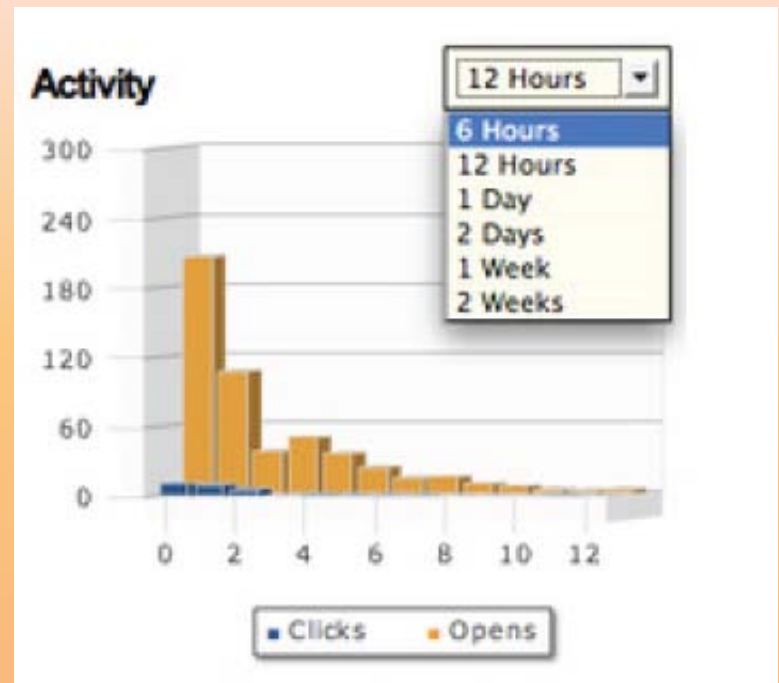 Activity
12 Hours
6 Hours
12 Hours
1 Day
2 Days
1 Week
2 Weeks
300
240
180
120
60
0
0 2 4 6 8 10 12
Clicks Opens